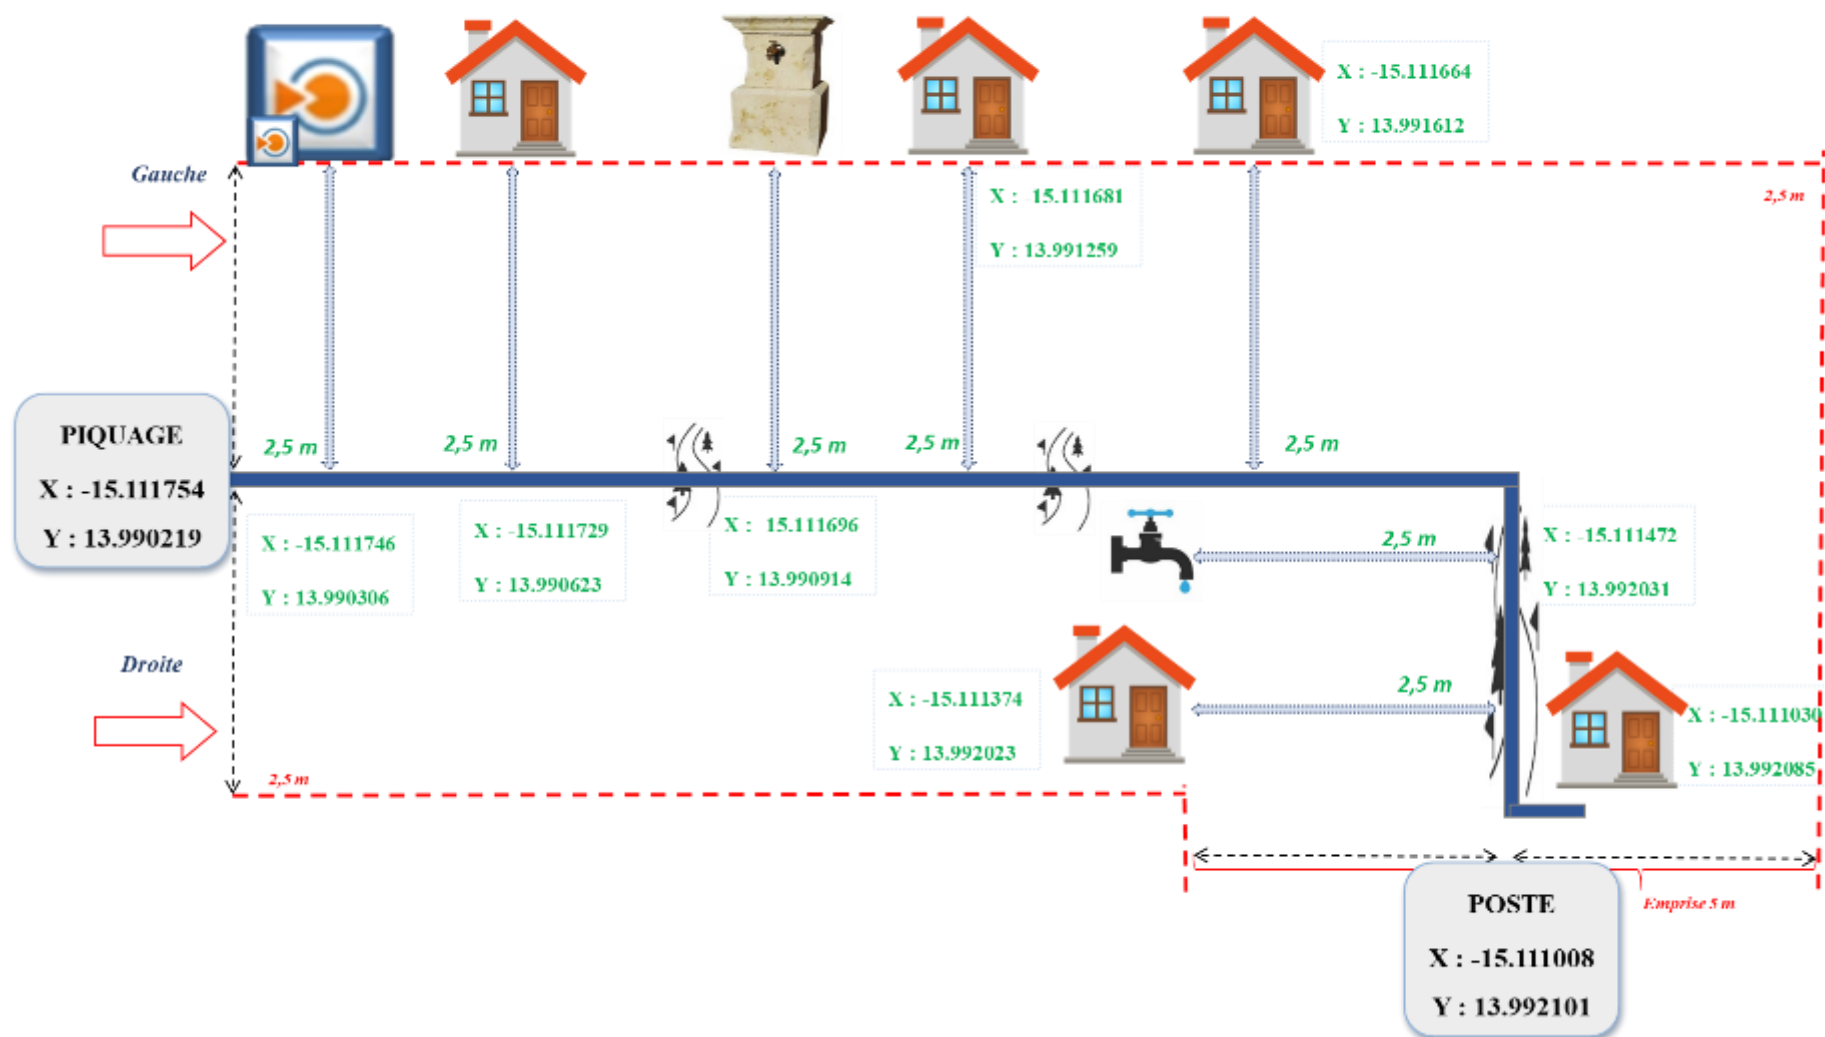 X : -15.111664
Y : 13.991612
Gauche
X : -15.111681
Y : 13.991259
2,5 m
PIQUAGE
X : -15.111754
Y : 13.990219
2,5 m
2,5 m
2,5 m
2,5 m
2,5 m
X : -15.111746
Y : 13.990306
X : -15.111729
Y : 13.990623
X : 15.111696
Y : 13.990914
2,5 m
X : -15.111472
Y : 13.992031
Droite
X : -15.111374
Y : 13.992023
2,5 m
X : -15.111030
Y : 13.992085
2,5 m
Emprise 5 m
POSTE
X : -15.111008
Y : 13.992101